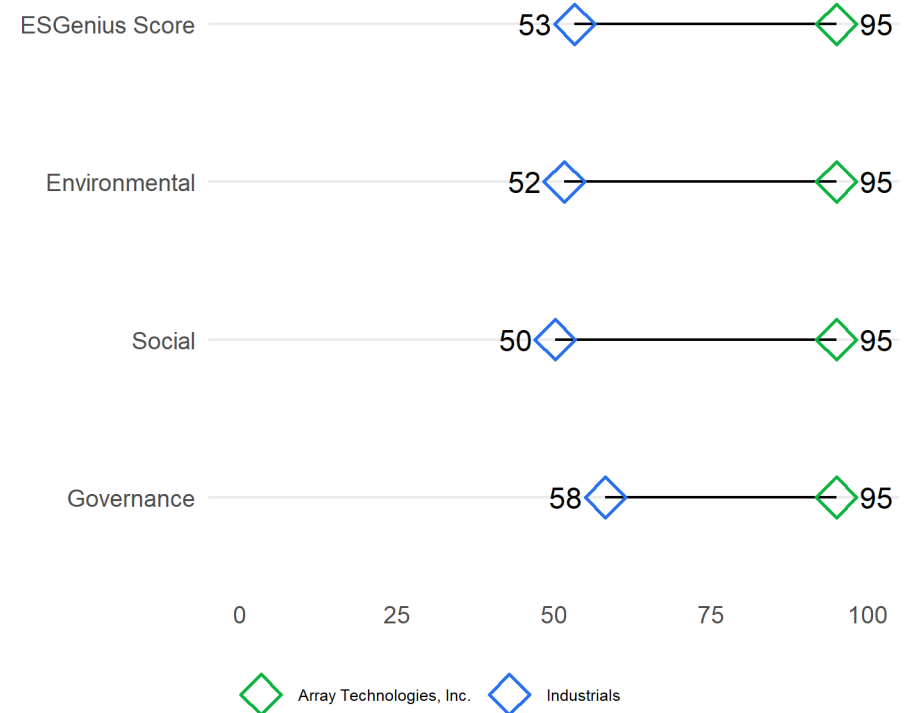 ESGenius Score 53 95
Environmental 52 95
Social 50 95
Governance 58 95
0 25 50 75 100
Array Technologies, Inc. Industrials